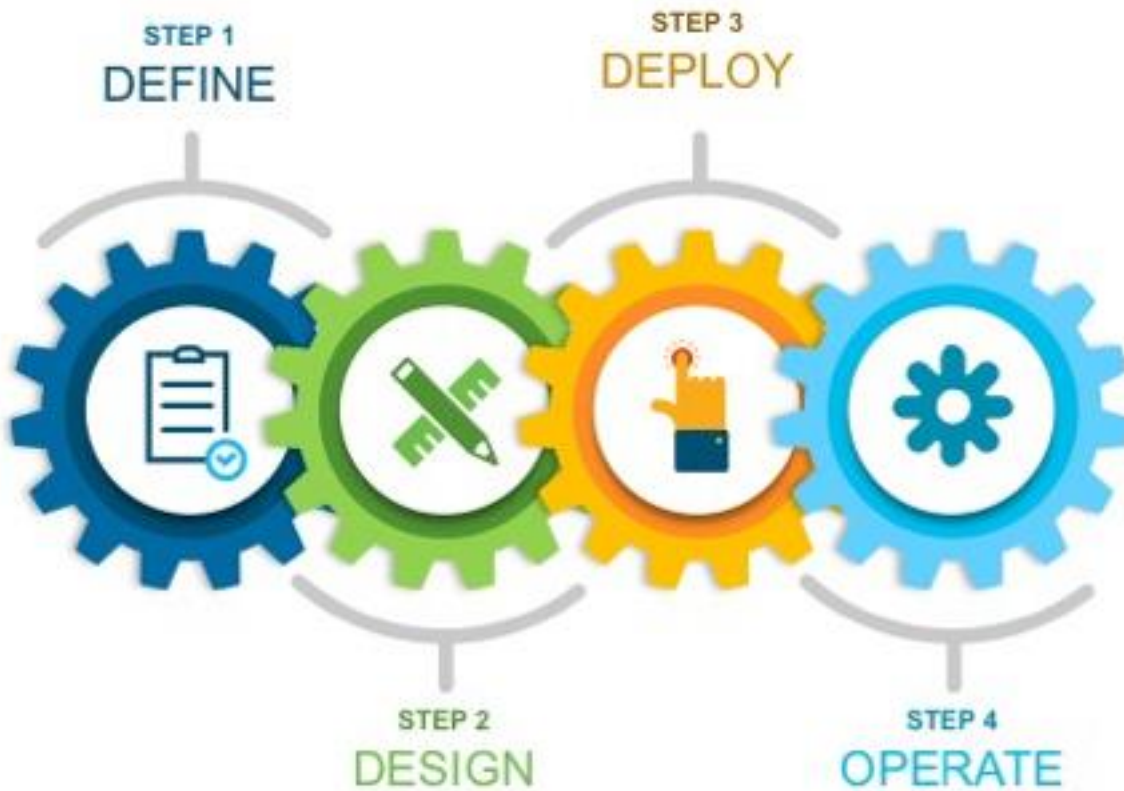 STEP 1
DEFINE
STEP 2
DESIGN
STEP 3
DEPLOY
STEP 4
OPERATE